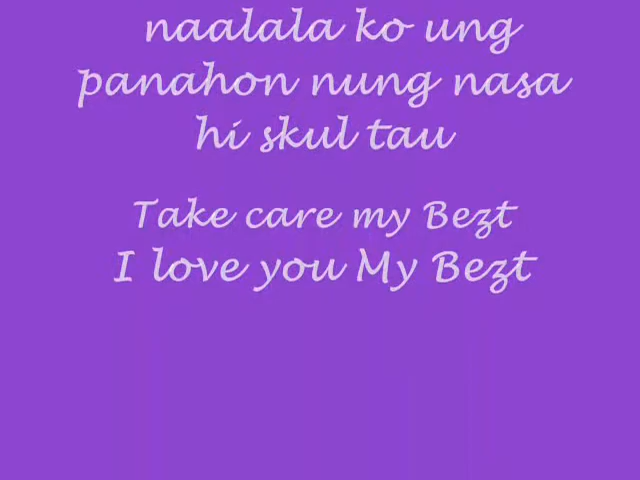 naalala ko ung
panahon nung nasa
hi skul tau
Take care my Bezt
I love you My Bezt